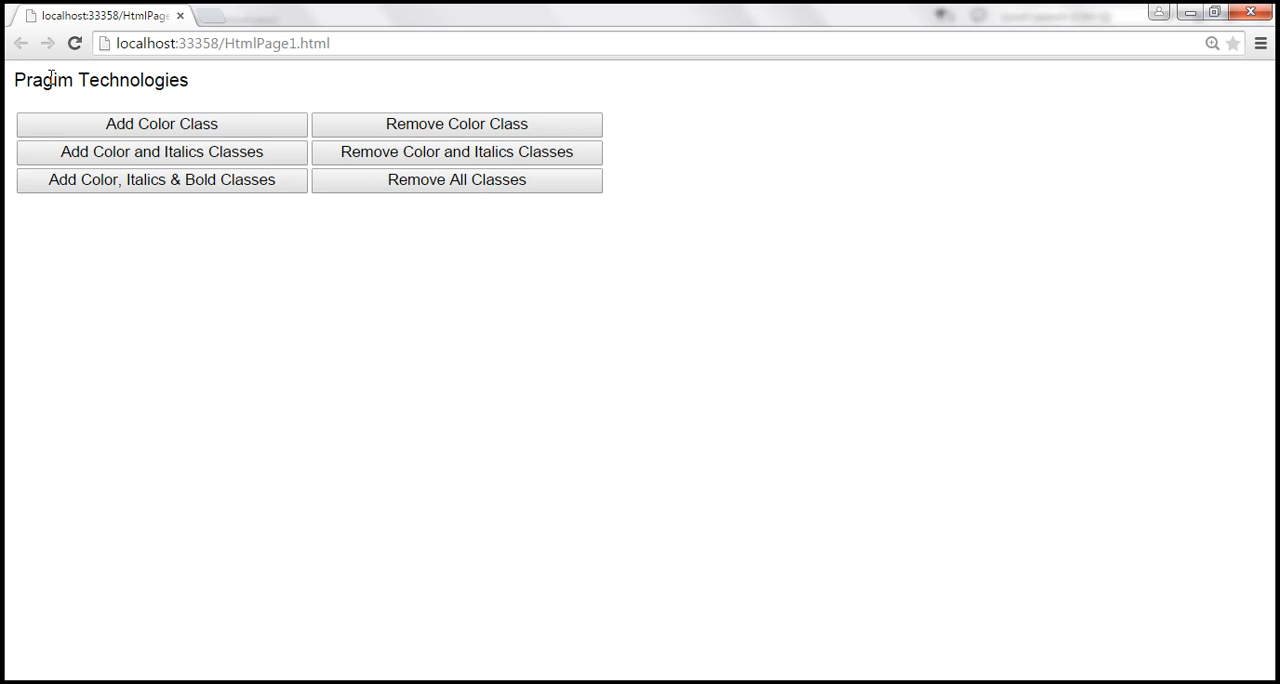 localhost:33358/HtmlPage
localhost:33358/HtmlPage1.html
Pragim Technologies
Add Color Class Remove Color Class
Add Color and Italics Classes Remove Color and Italics Classes
Add Color, Italics & Bold Classes Remove All Classes